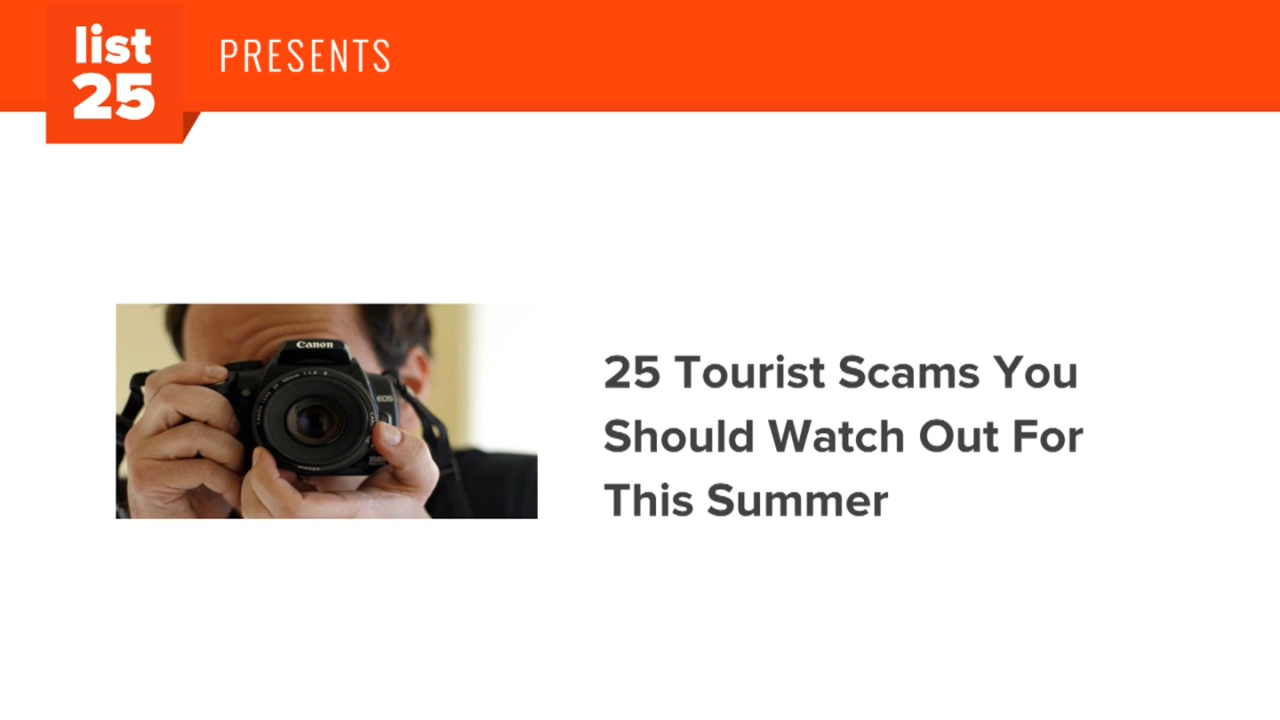 list
25
PRESENTS
Canon
EOS
25 Tourist Scams You
Should Watch Out For
This Summer